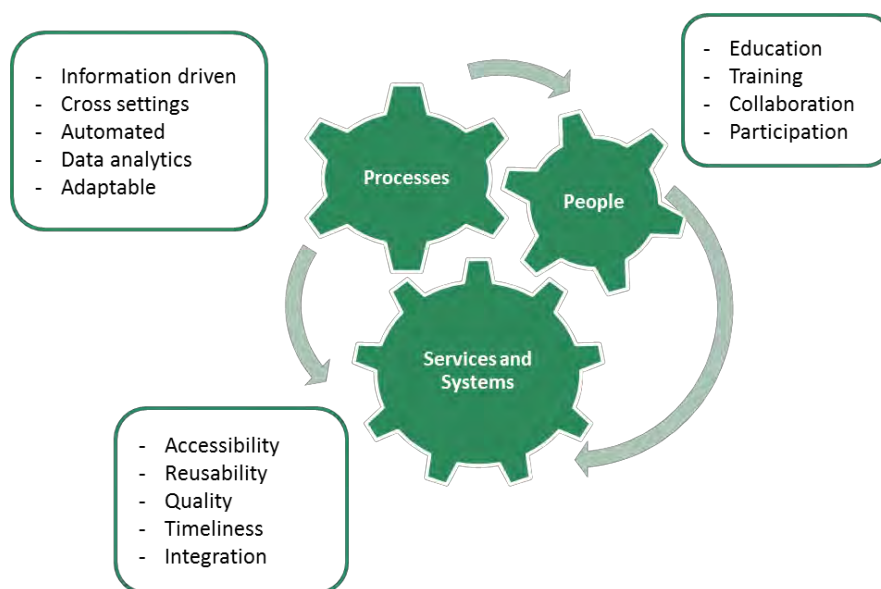 - Information driven
- Cross settings
- Automated
- Data analytics
- Adaptable
Processes
- Education
- Training
- Collaboration
- Participation
People
Services and
Systems
- Accessibility
- Reusability
- Quality
- Timeliness
- Integration